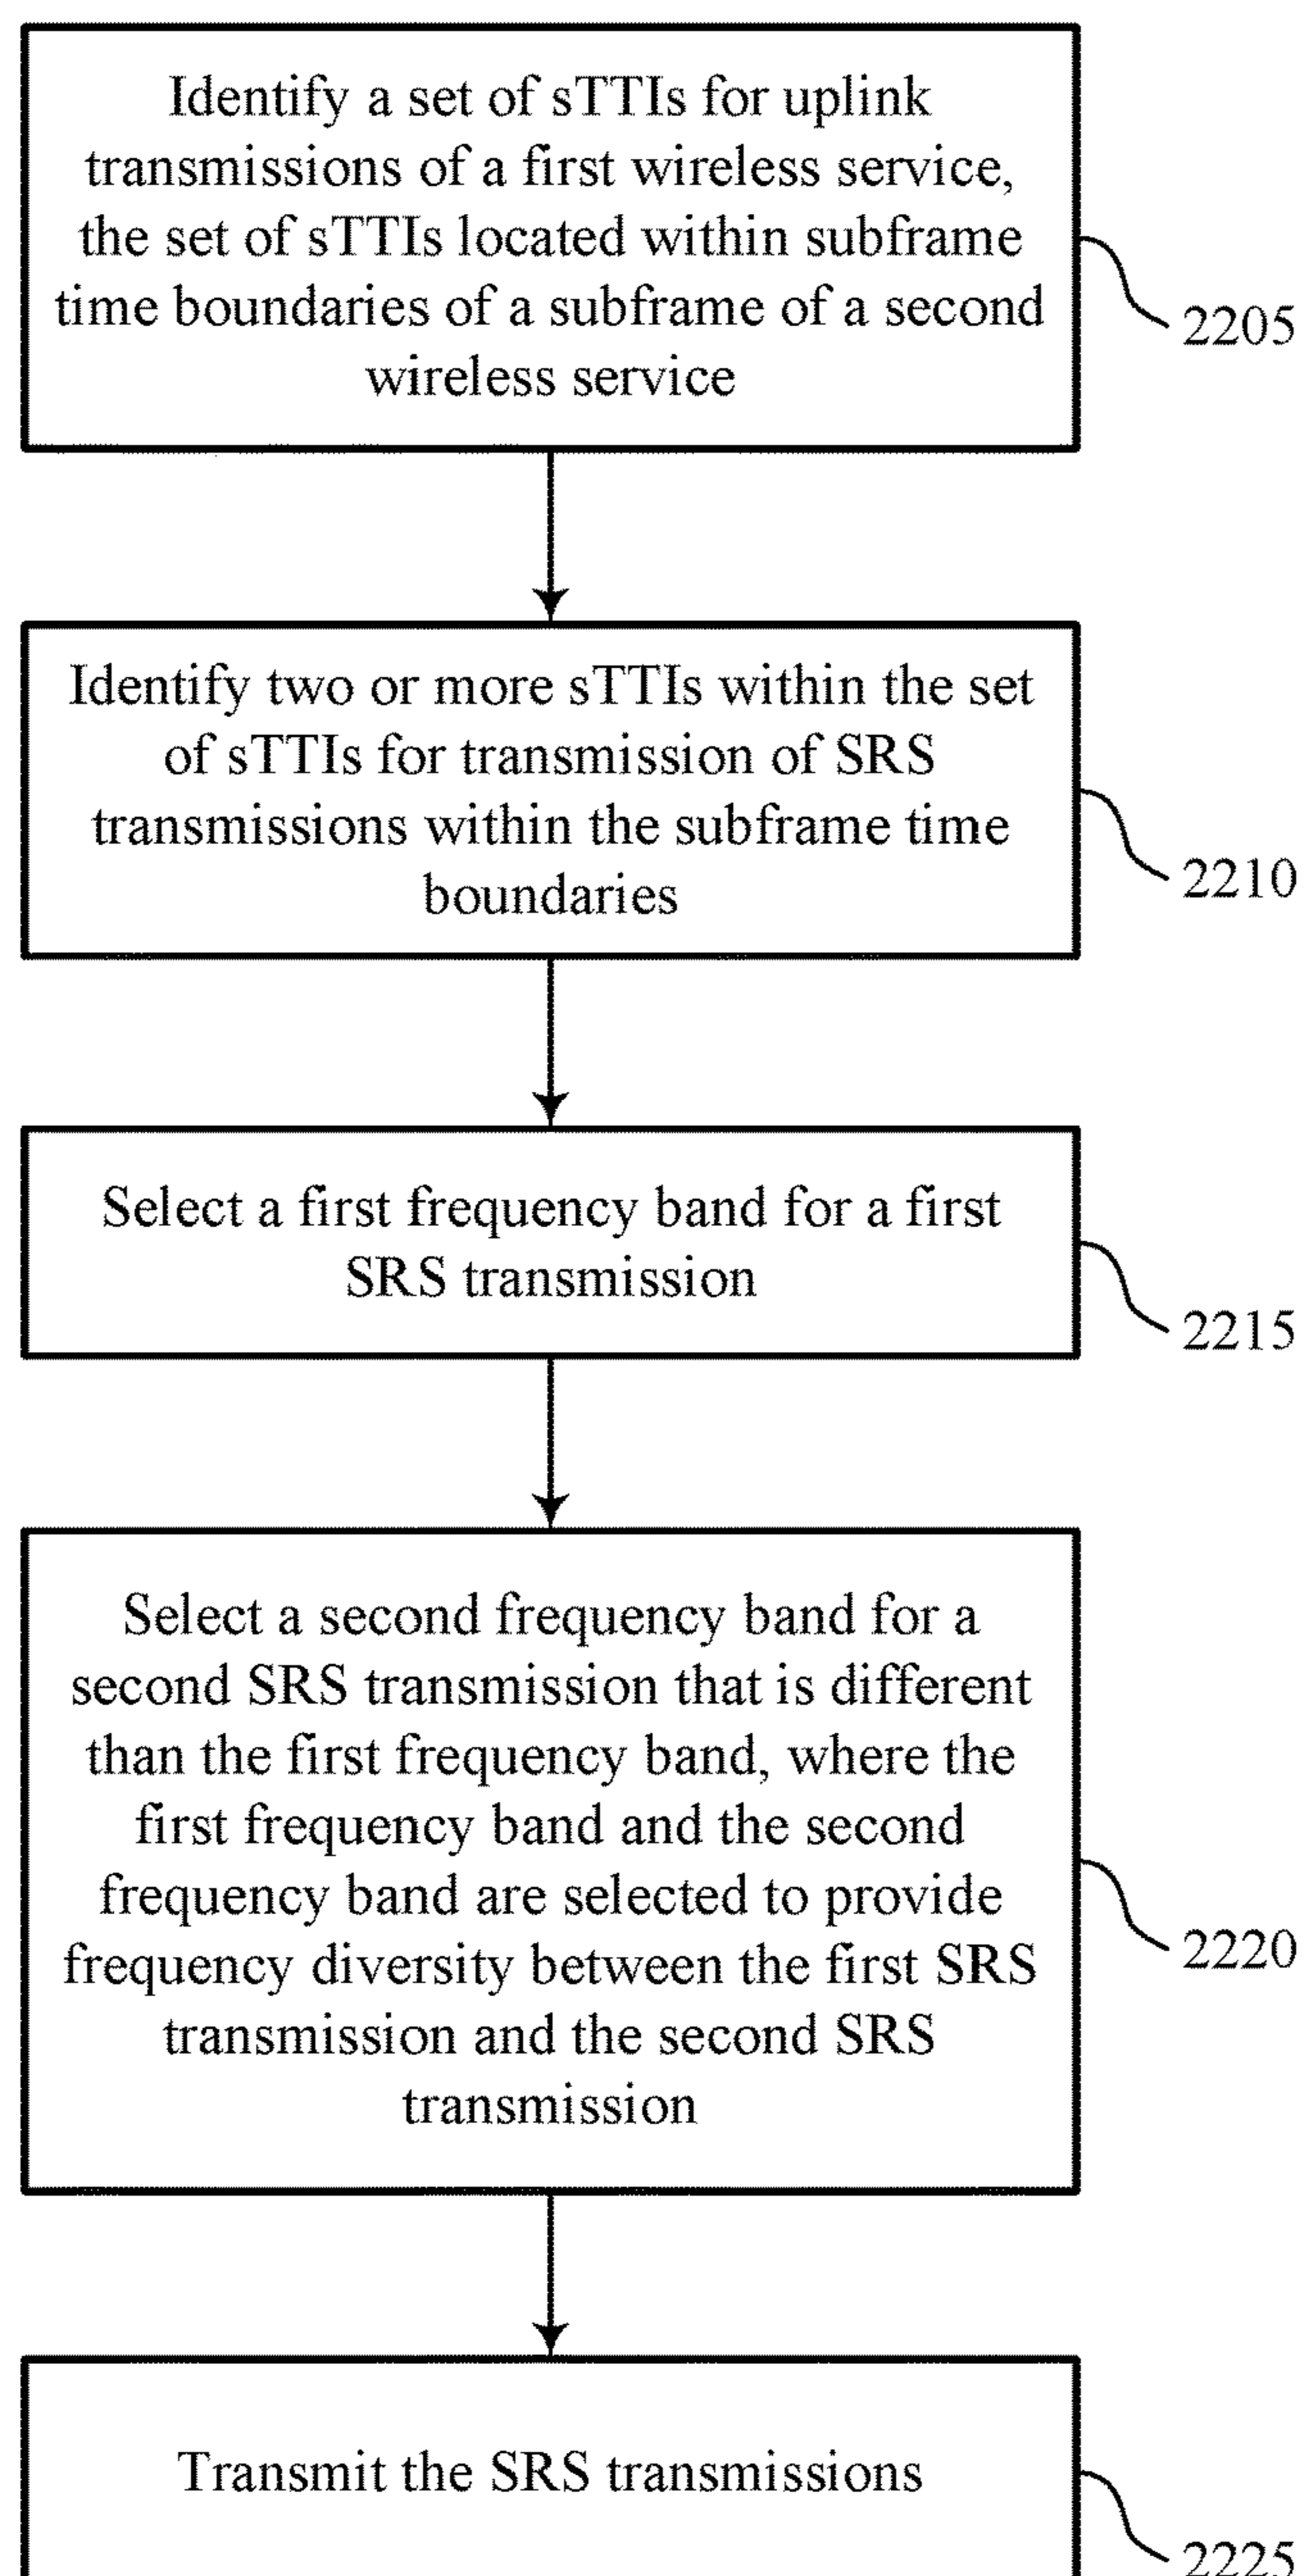 Identify a set of sTTIs for uplink
transmissions of a first wireless service,
the set of sTTIs located within subframe
time boundaries of a subframe of a second
wireless service
2205
Identify two or more sTTIs within the set
of sTTIs for transmission of SRS
transmissions within the subframe time
boundaries
2210
Select a first frequency band for a first
SRS transmission
2215
Select a second frequency band for a
second SRS transmission that is different
than the first frequency band, where the
first frequency band and the second
frequency band are selected to provide
frequency diversity between the first SRS
transmission and the second SRS
transmission
2220
Transmit the SRS transmissions
2225